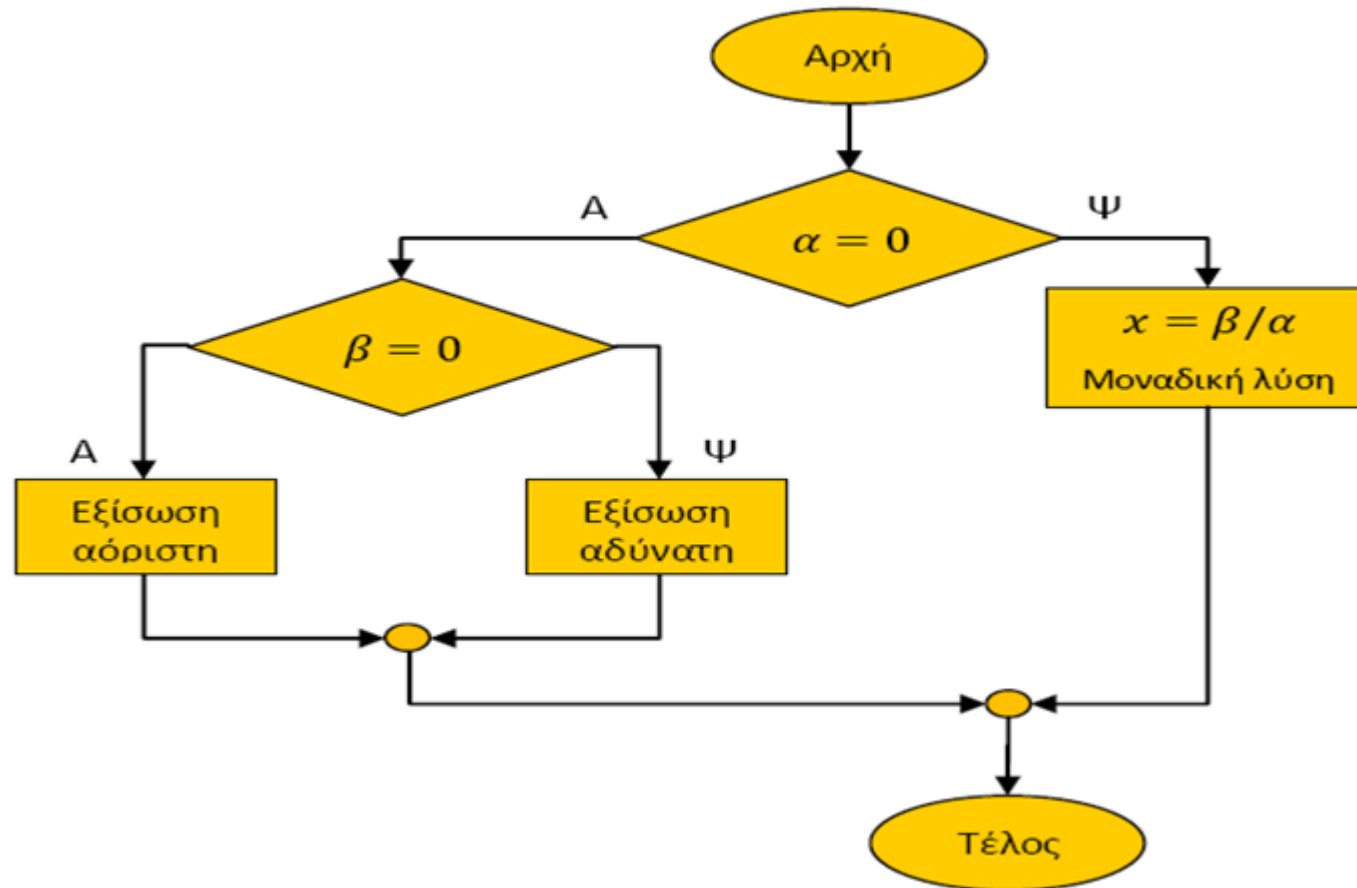 Αρχή
Α
Ψ
α = 0
β = 0
x = β/α
Μοναδική λύση
Α
Ψ
Εξίσωση
αόριστη
Εξίσωση
αδύνατη
Τέλος